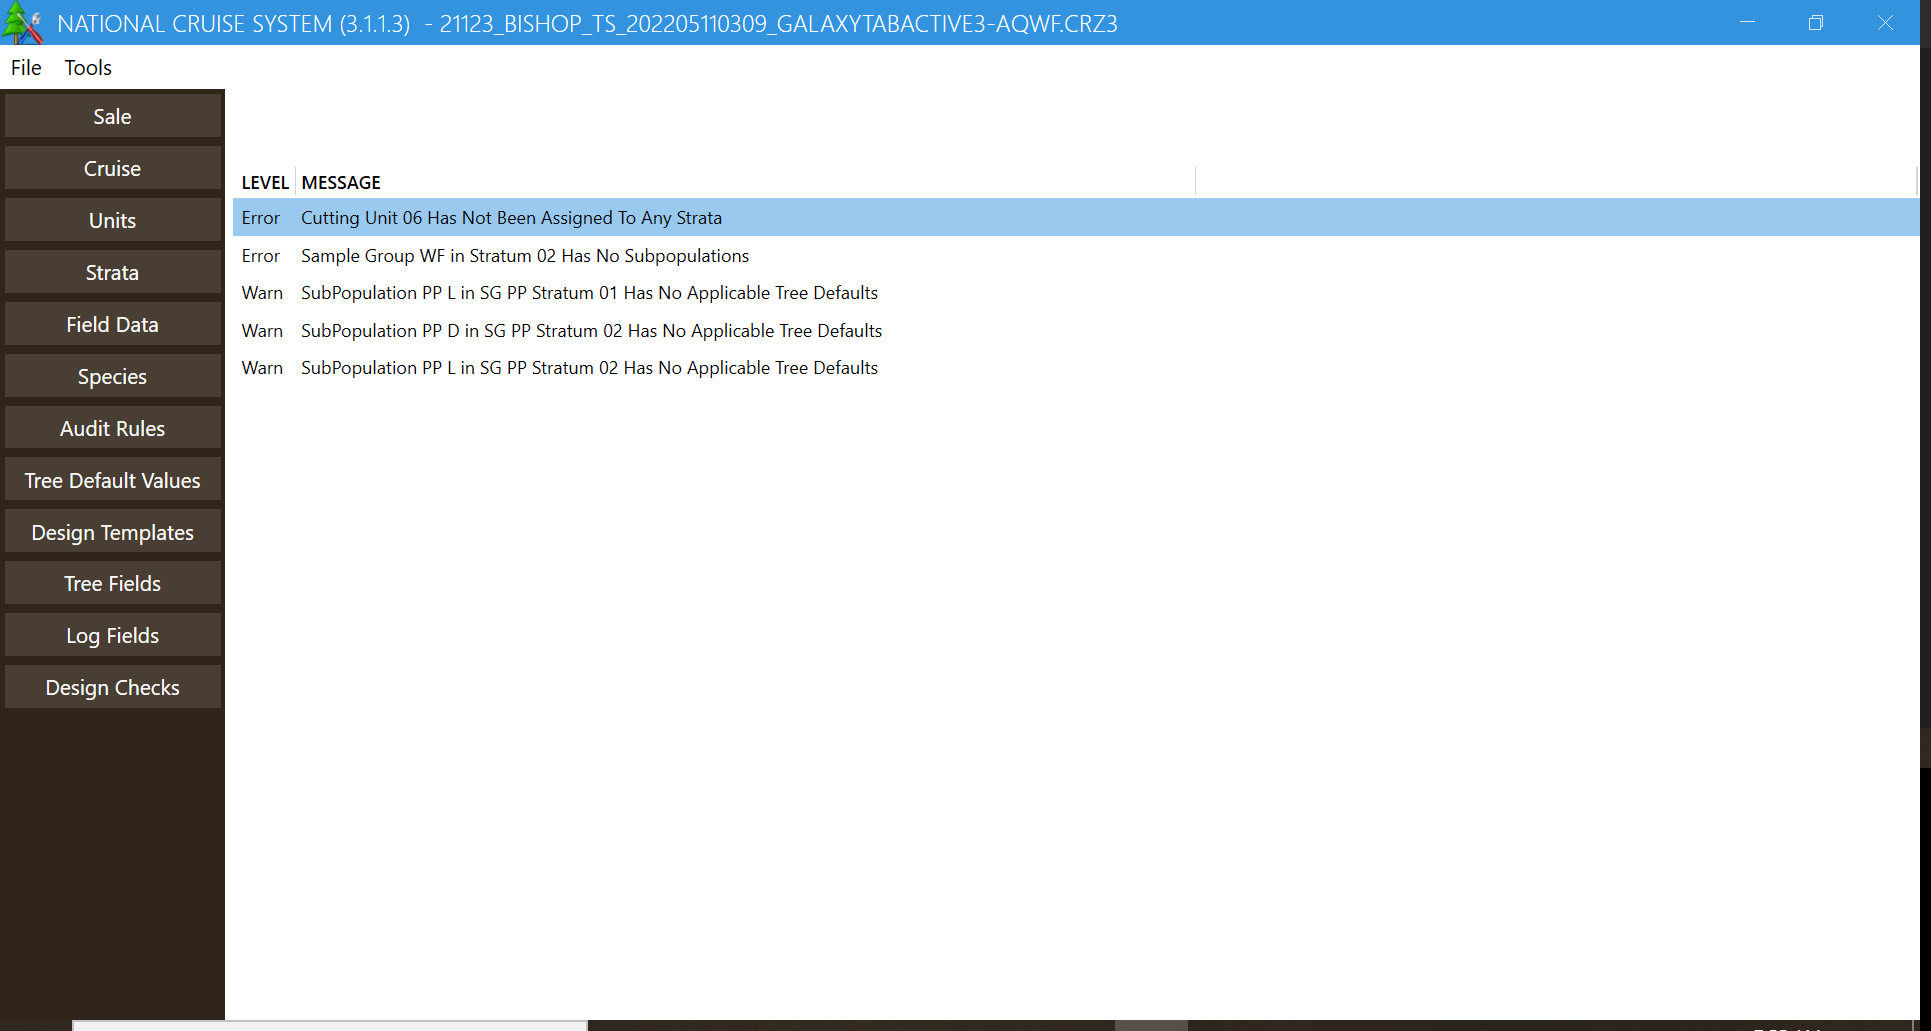 NATIONAL CRUISE SYSTEM (3.1.1.3) - 21123_BISHOP_TS_202205110309_GALAXYTABACTIVE3-AQWF.CRZ3
File Tools
Sale
Cruise
Units
Strata
Field Data
Species
Audit Rules
Tree Default Values
Design Templates
Tree Fields
Log Fields
Design Checks
LEVEL MESSAGE
Error Cutting Unit 06 Has Not Been Assigned To Any Strata
Error Sample Group WF in Stratum 02 Has No Subpopulations
Warn SubPopulation PP L in SG PP Stratum 01 Has No Applicable Tree Defaults
Warn SubPopulation PP D in SG PP Stratum 02 Has No Applicable Tree Defaults
Warn SubPopulation PP L in SG PP Stratum 02 Has No Applicable Tree Defaults